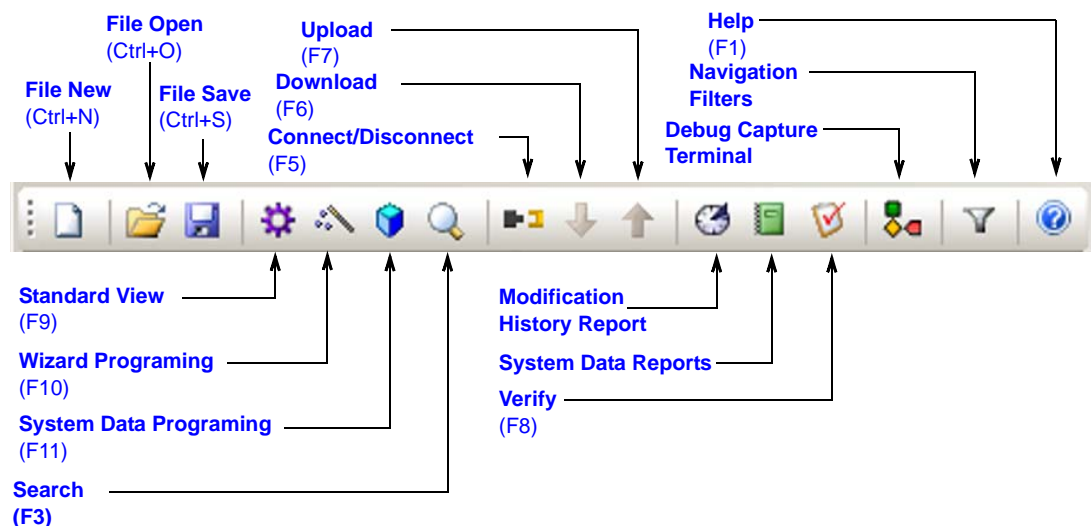 File Open
(Ctrl+O)
File New
(Ctrl+N)
File Save
(Ctrl+S)
Upload
(F7)
Download
(F6)
Connect/Disconnect
(F5)
Help
(F1)
Navigation
Filters
Debug Capture
Terminal
Standard View
(F9)
Wizard Programing
(F10)
System Data Programing
(F11)
Search
(F3)
Modification
History Report
System Data Reports
Verify
(F8)